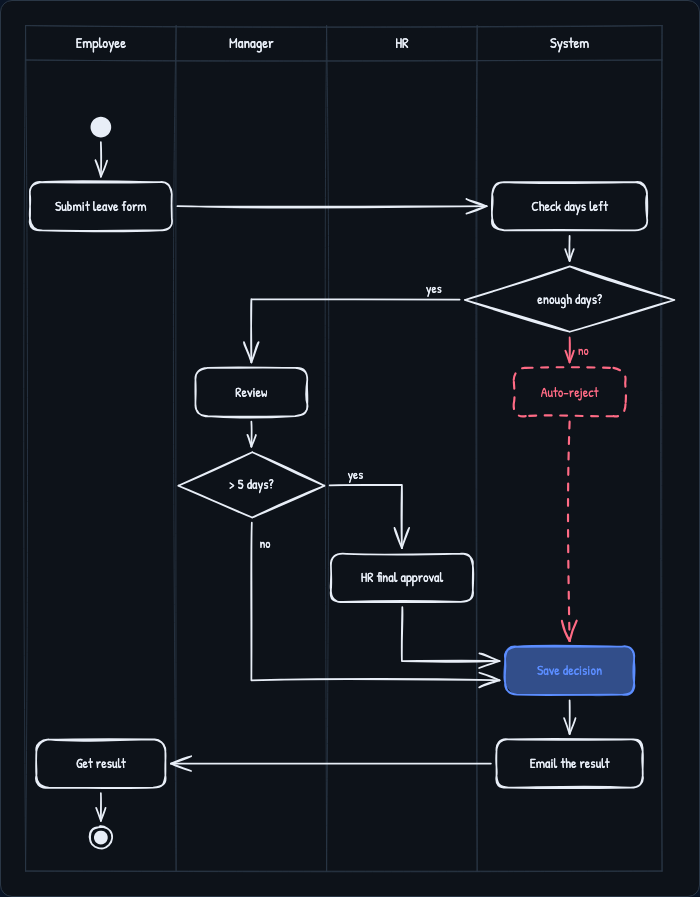 Employee
Manager
HR
System
Submit leave form
Check days left
enough days?
yes
no
Review
Auto-reject
> 5 days?
yes
no
HR final approval
Save decision
Get result
Email the result